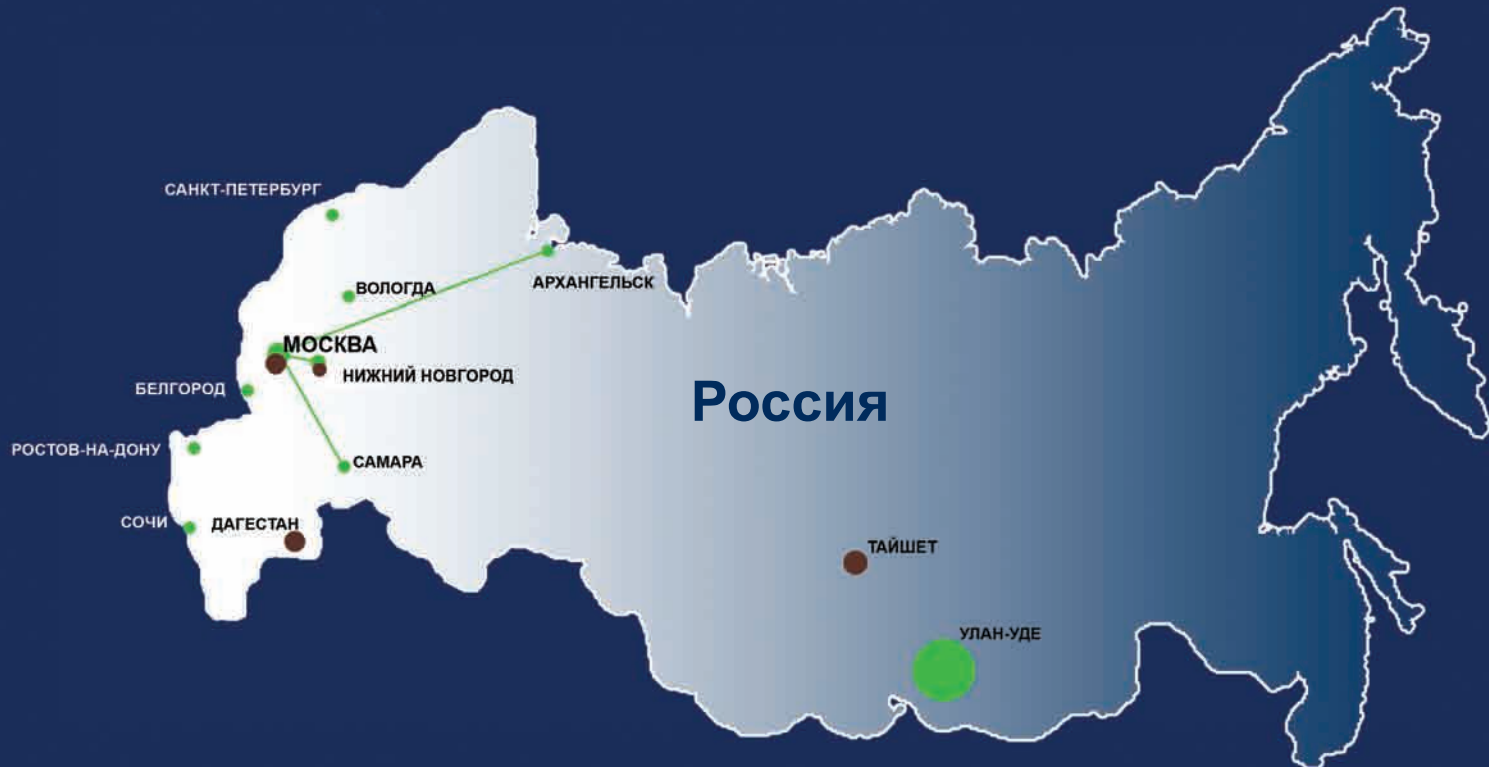 САНКТ-ПЕТЕРБУРГ
АРХАНГЕЛЬСК
ВОЛОГДА
МОСКВА
НИЖНИЙ НОВГОРОД
БЕЛГОРОД
Россия
РОСТОВ-НА-ДОНУ
САМАРА
СОЧИ
ДАГЕСТАН
ТАЙШЕТ
УЛАН-УДЕ